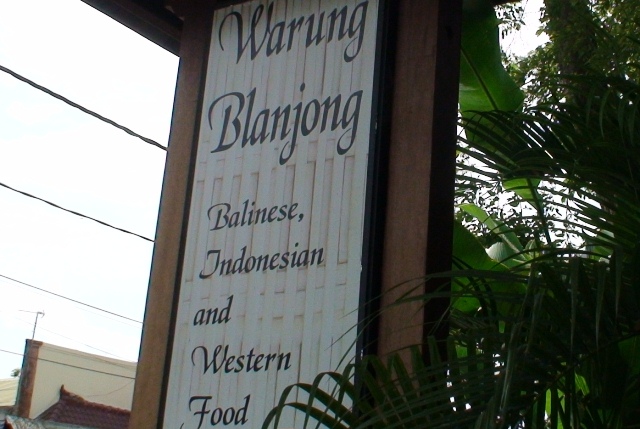 Warung
Blanjong
Balinese,
Indonesian
and
Western
Food